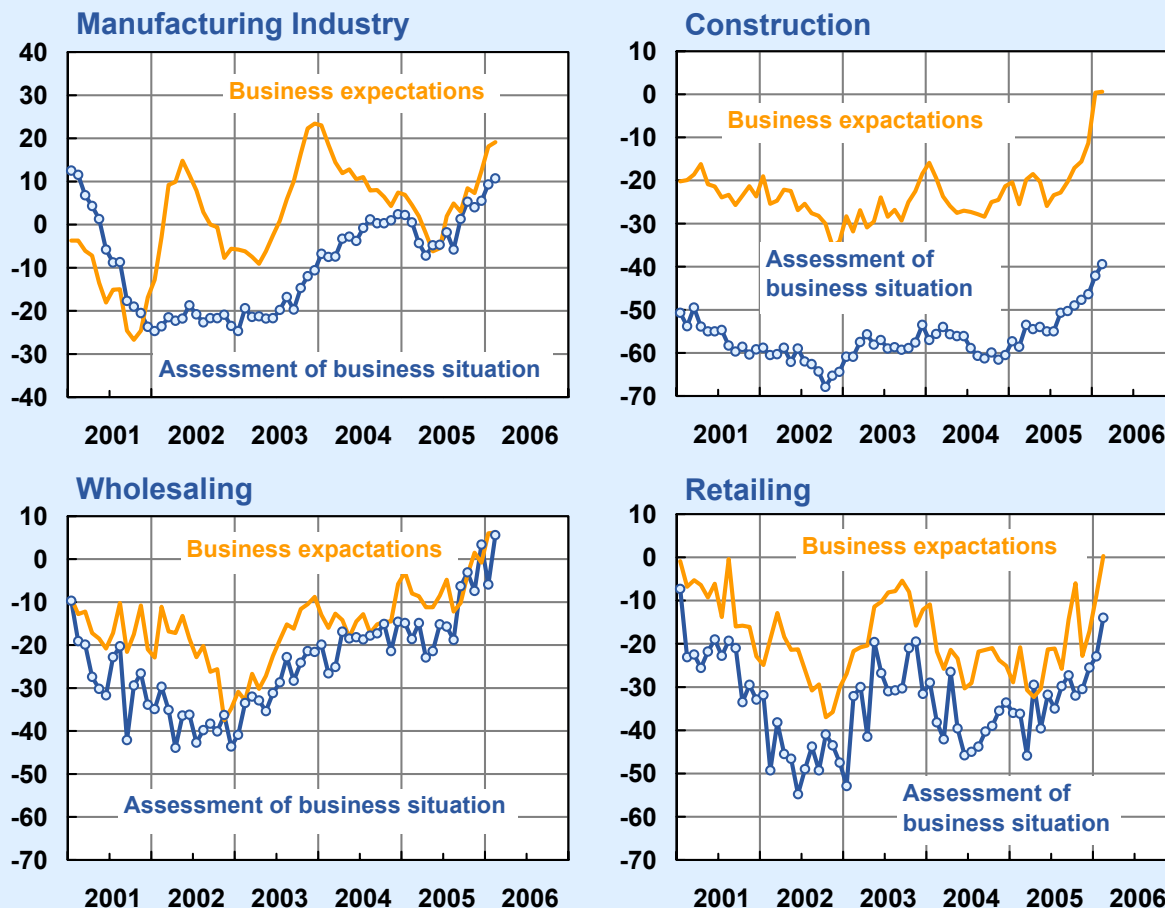 Manufacturing Industry
40
30
20
10
0
-10
-20
-30
-40
Business expectations
Assessment of business situation
2001 2002 2003 2004 2005 2006
Construction
10
0
-10
-20
-30
-40
-50
-60
-70
Business expactations
Assessment of
business situation
2001 2002 2003 2004 2005 2006
Wholesaling
10
0
-10
-20
-30
-40
-50
-60
-70
Business expactations
Assessment of business situation
2001 2002 2003 2004 2005 2006
Retailing
10
0
-10
-20
-30
-40
-50
-60
-70
Business expactations
Assessment of
business situation
2001 2002 2003 2004 2005 2006